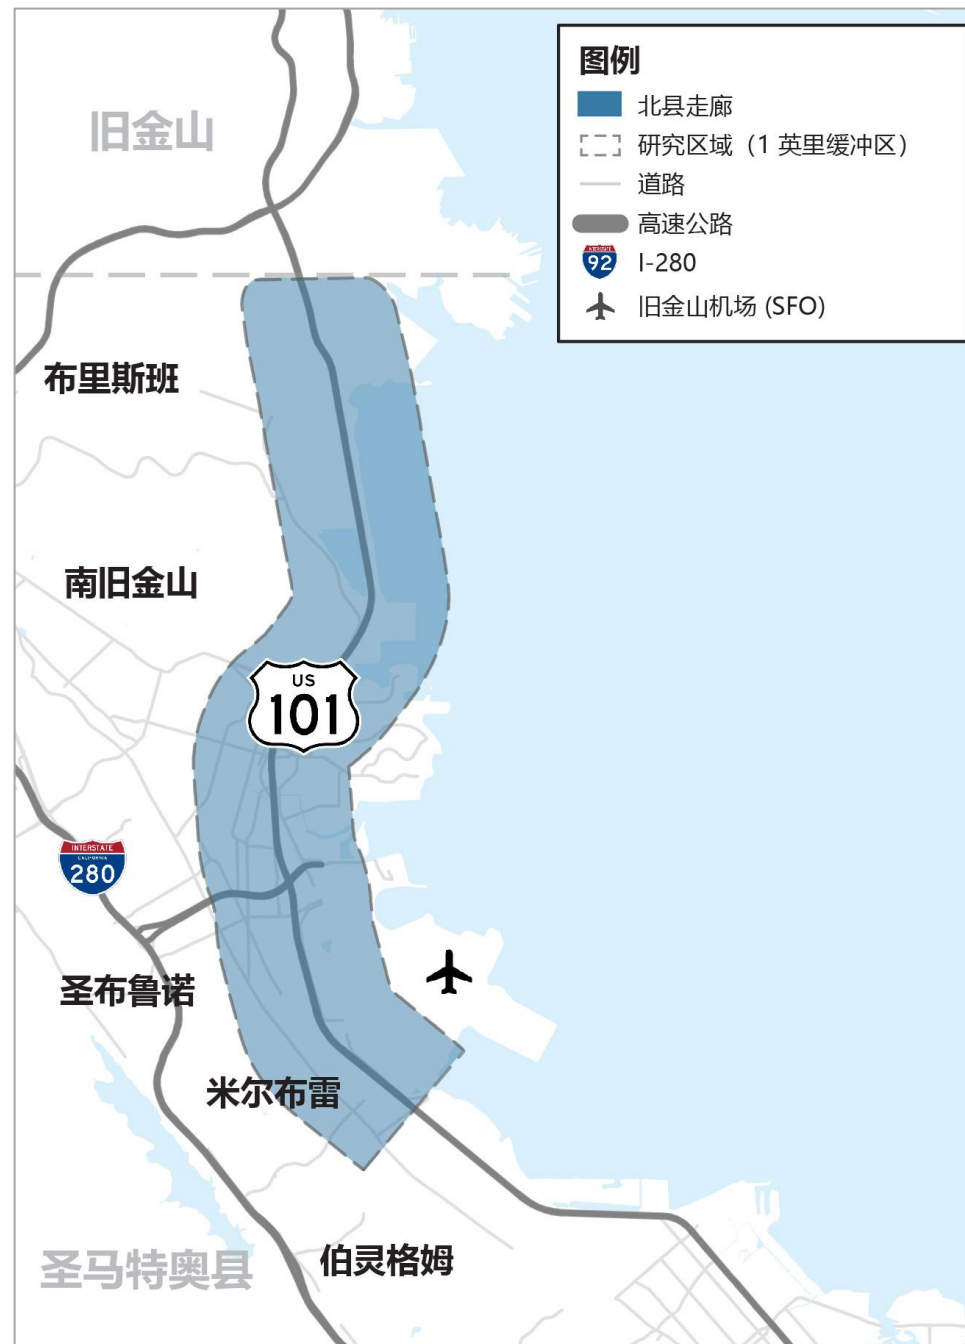 图例
北县走廊
研究区域（1 英里缓冲区）
道路
高速公路
INTERSTATE
92
I-280
旧金山机场 (SFO)
旧金山
布里斯班
南旧金山
US
101
INTERSTATE
CALIFORNIA
280
圣布鲁诺
米尔布雷
伯灵格姆
圣马特奥县